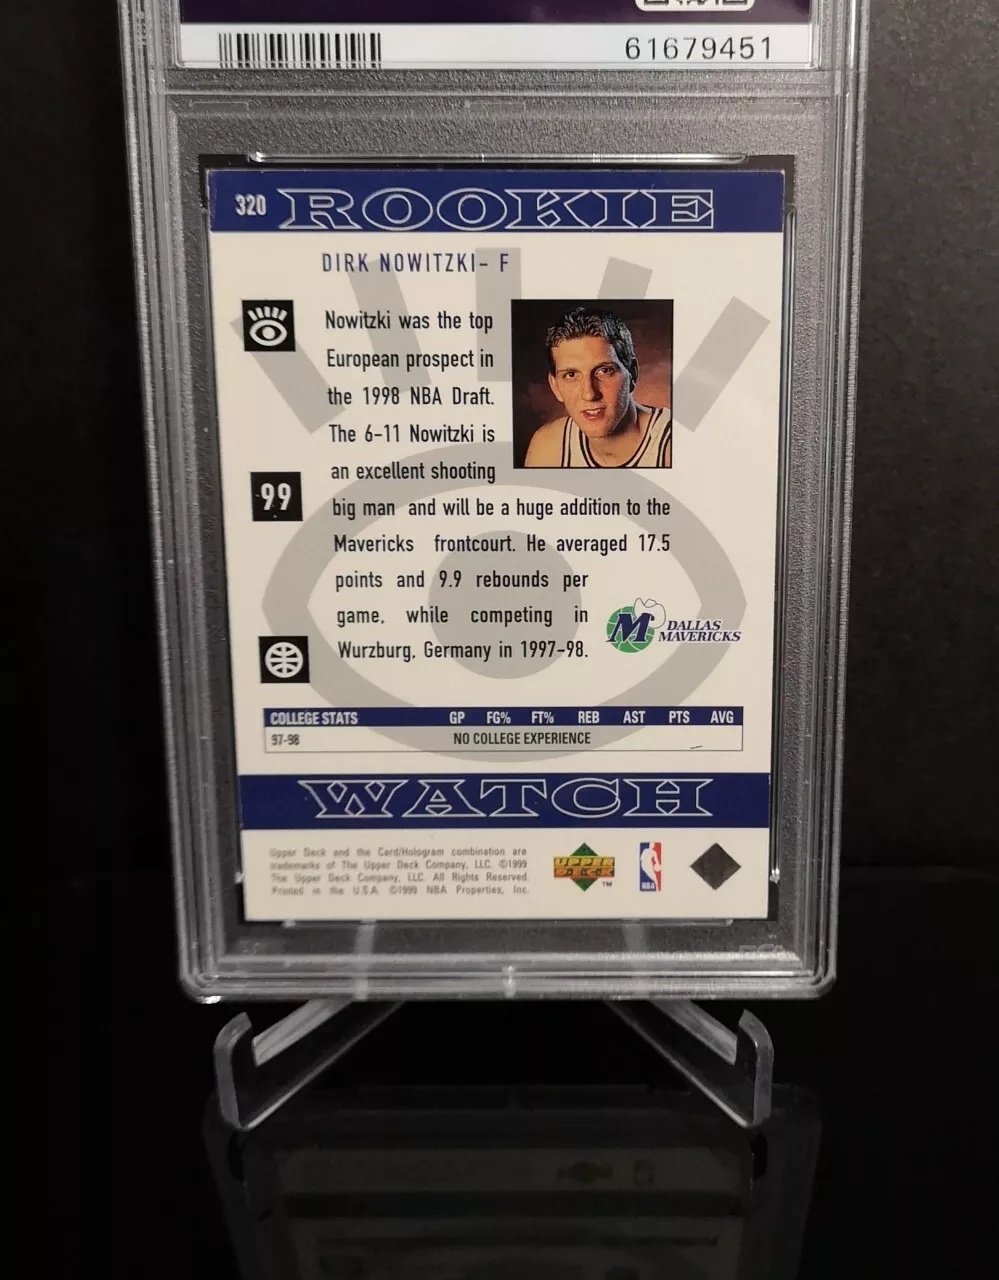 61679451
320 ROOKIE
DIRK NOWITZKI- F
Nowitzki was the top
European prospect in
the 1998 NBA Draft.
The 6-11 Nowitzki is
an excellent shooting
99
big man and will be a huge addition to the
Mavericks frontcourt. He averaged 17.5
points and 9.9 rebounds per
game, while competing in
Wurzburg, Germany in 1997-98.
M DALLAS
MAVERICKS
COLLEGE STATS GP FG% FT% REB AST PTS AVG
97-98 NO COLLEGE EXPERIENCE
WATCH
Upper Deck and the Card/Hologram combination are
trademarks of The Upper Deck Company, LLC. ©1999
The Upper Deck Company, LLC. All Rights Reserved.
Printed in the U.S.A. ©1999 NBA Properties, Inc.
UPPER
DECK
TM
NBA